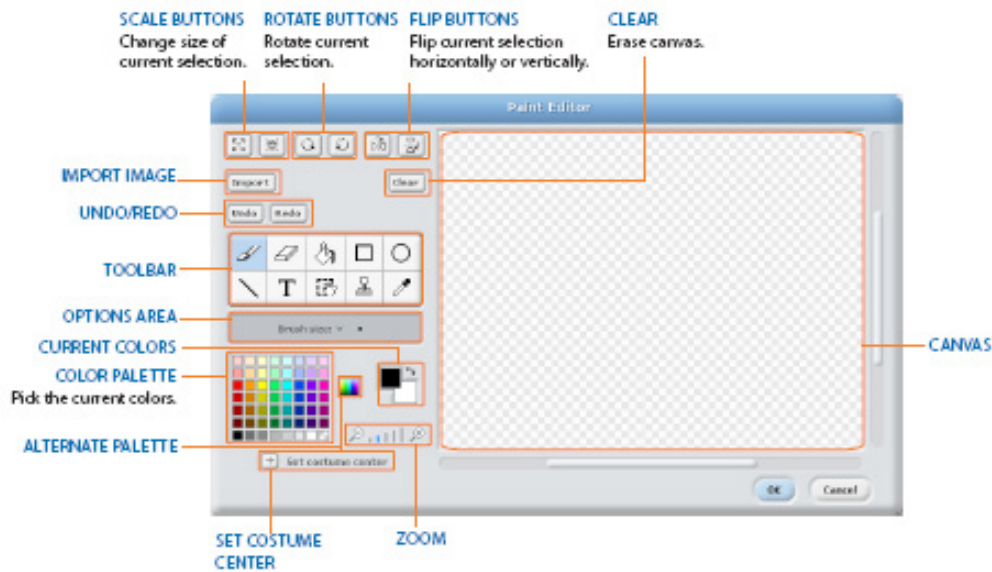 SCALE BUTTONS
Change size of
current selection.
ROTATE BUTTONS
Rotate current
selection.
FLIP BUTTONS
Flip current selection
horizontally or vertically.
CLEAR
Erase canvas.
Paint Editor
IMPORT IMAGE
Import
Clear
UNDO/REDO
Undo
Redo
TOOLBAR
T
OPTIONS AREA
Brush size:
CURRENT COLORS
COLOR PALETTE
Pick the current colors.
CANVAS
ALTERNATE PALETTE
Set costume center
OK
Cancel
SET COSTUME
CENTER
ZOOM